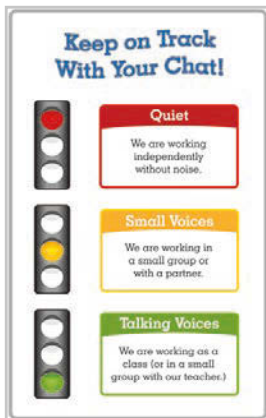 Keep on Track
With Your Chat!
Quiet
We are working
independently
without noise.
Small Voices
We are working in
a small group or
with a partner.
Talking Voices
We are working as a
class (or in a small
group with our teacher.)